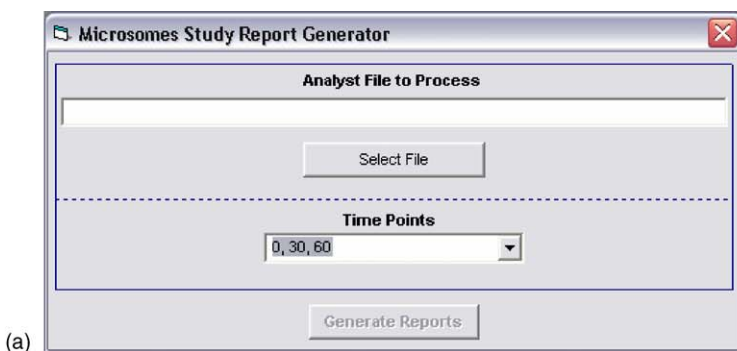 Microsomes Study Report Generator
Analyst File to Process
Select File
Time Points
0, 30, 60
Generate Reports
(a)